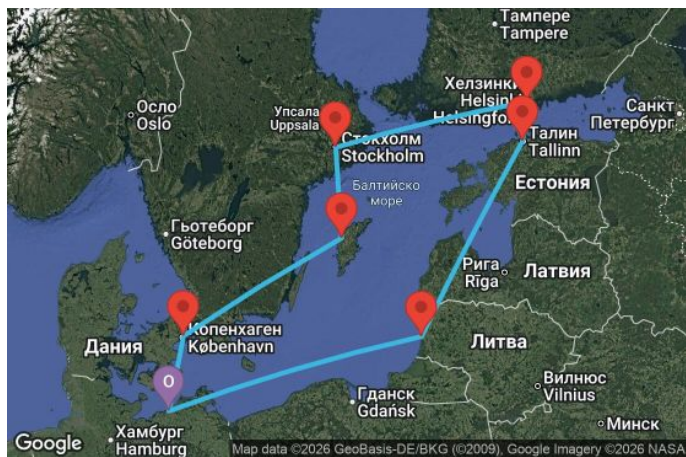 Тампере
Tampere
Хелзинки
Helsinki
Helsingfo
Осло
Oslo
Упсала
Uppsala
Санкт
Петербург
Стокхолм
Stockholm
Талин
Tallinn
Балтийско
море
ЕСТОНИЯ
Гьотеборг
Göteborg
Рига
Rīga
ЛАТВИЯ
Копенхаген
København
ДАНИЯ
ЛИТВА
O
Гданск
Gdańsk
Вилнюс
Vilnius
Хамбург
Hamburg
Минск
Google
Map data ©2026 GeoBasis-DE/BKG (©2009), Google Imagery ©2026 NASA